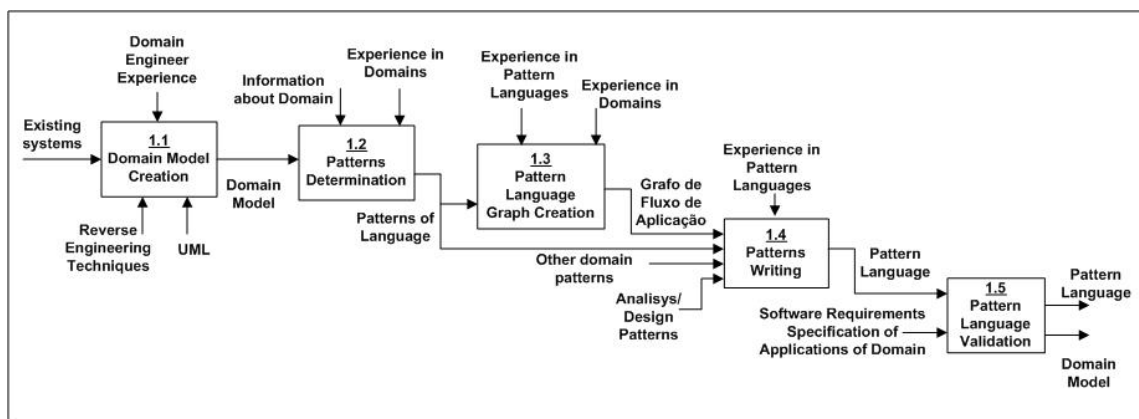 Domain
Engineer
Experience
Existing
systems
1.1
Domain Model
Creation
Reverse
Engineering
Techniques
UML
Domain
Model
Information
about Domain
Experience in
Domains
1.2
Patterns
Determination
Patterns of
Language
Experience in
Pattern
Languages
Experience in
Domains
1.3
Pattern
Language
Graph Creation
Grafo de
Fluxo de
Aplicação
Other domain
patterns
Analisys/
Design
Patterns
Experience in
Pattern
Languages
1.4
Patterns
Writing
Pattern
Language
Software Requirements
Specification of
Applications of Domain
1.5
Pattern
Language
Validation
Pattern
Language
Domain
Model